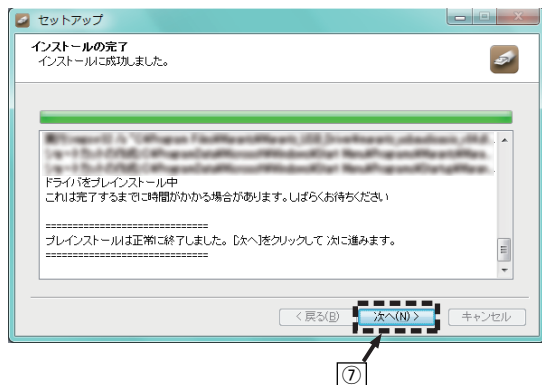 セットアップ
インストールの完了
インストールに成功しました。
ドライバをプレインストール中
これは完了するまでに時間がかかる場合があります。しばらくお待ちください
==============================
プレインストールは正常に終了しました。[次へ]をクリックして 次に進みます。
==============================
< 戻る(B)
次へ(N) >
キャンセル
⑦